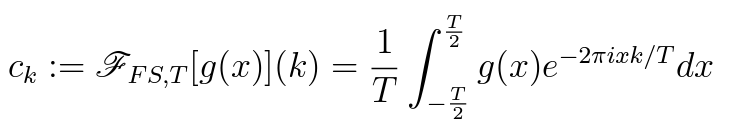 $c_k := \mathscr{F}_{FS,T}[g(x)](k) = \frac{1}{T} \int_{-\frac{T}{2}}^{\frac{T}{2}} g(x) e^{-2\pi i x k/T} dx$